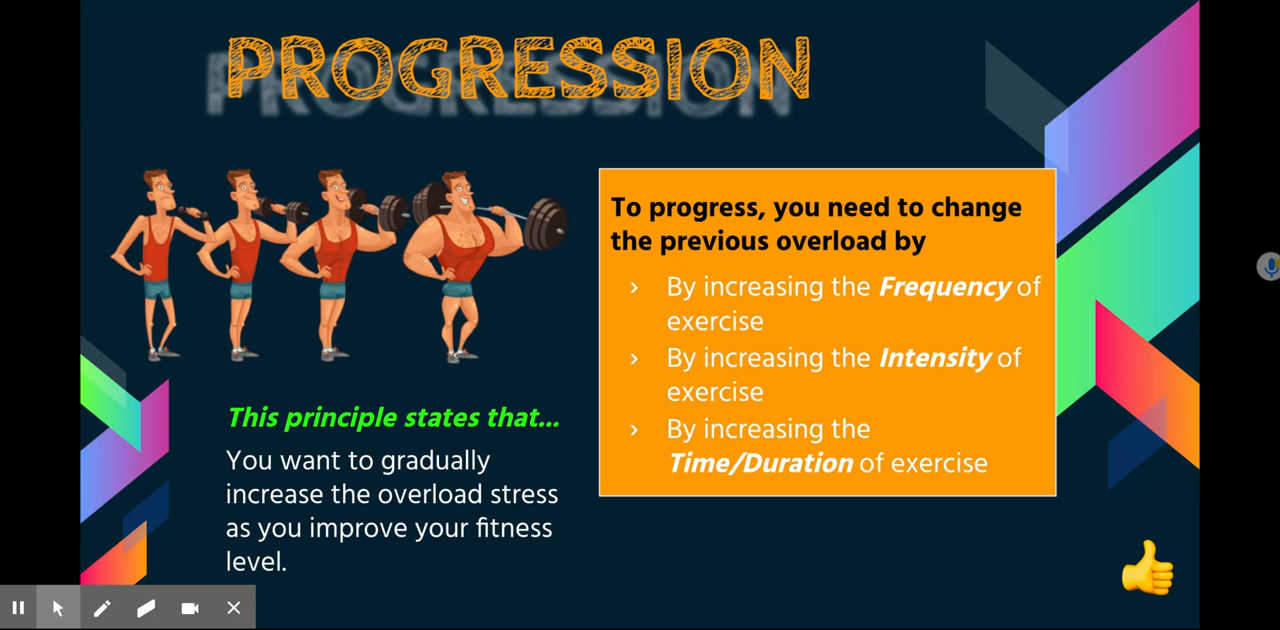 PROGRESSION
This principle states that...
You want to gradually
increase the overload stress
as you improve your fitness
level.
To progress, you need to change
the previous overload by
› By increasing the Frequency of
exercise
› By increasing the Intensity of
exercise
› By increasing the
Time/Duration of exercise